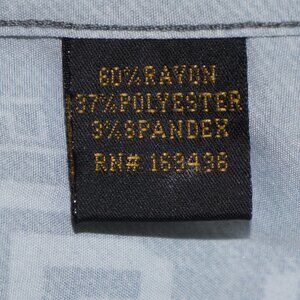 60%RAYON
37%POLYESTER
3%SPANDEX
RN# 169436